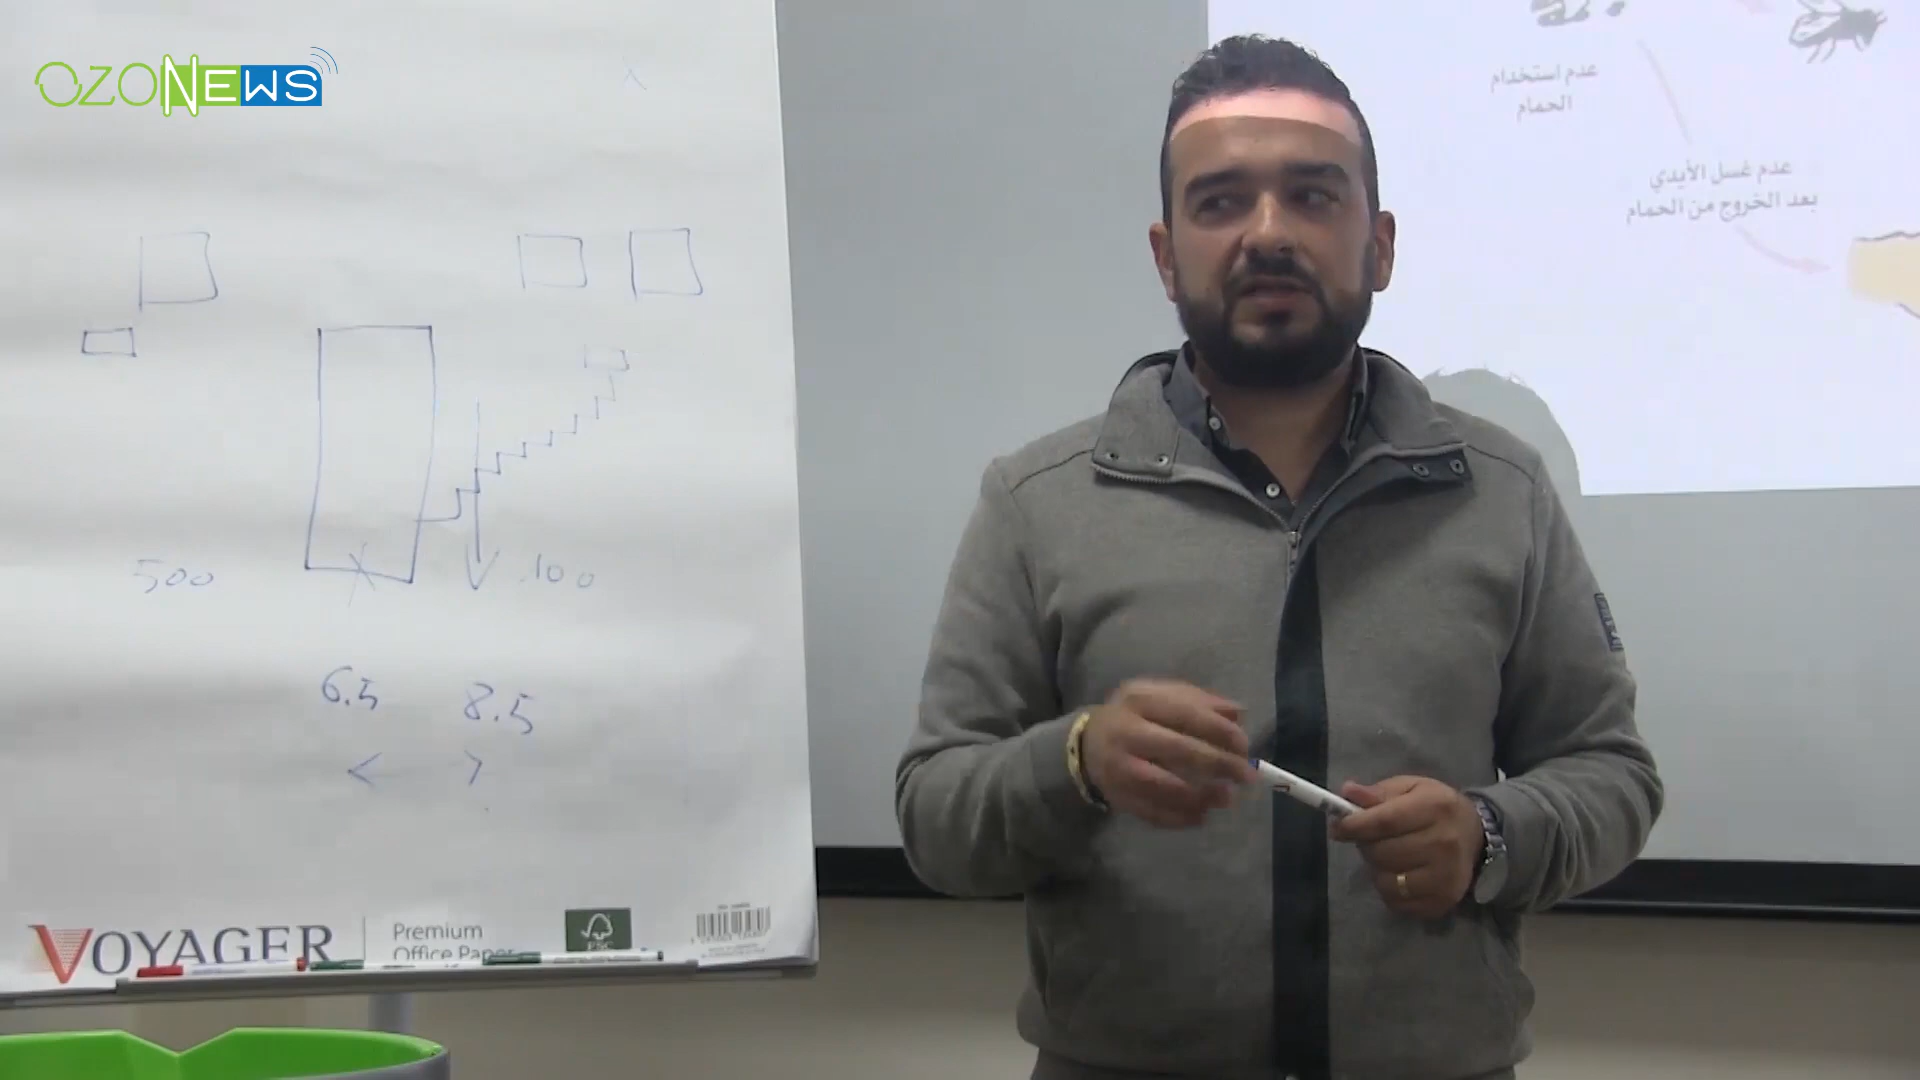 OZONEWS
عدم استخدام
الحمام
عدم غسل الأيدي
بعد الخروج من الحمام
500
100
6.5 8.5
VOYAGER
Premium
Office Paper
FSC